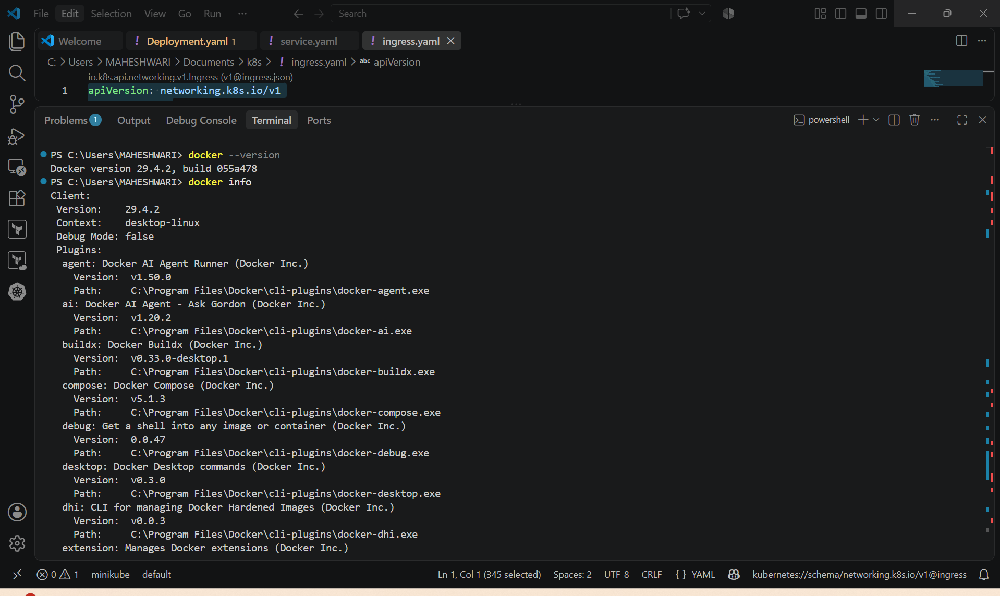 File Edit Selection View Go Run ··· Search
Welcome ! Deployment.yaml 1 ! service.yaml ! ingress.yaml
C: > Users > MAHESHWARI > Documents > k8s > ! ingress.yaml > abc apiVersion
io.k8s.api.networking.v1.Ingress (v1@ingress.json)
1 apiVersion: networking.k8s.io/v1
Problems 1 Output Debug Console Terminal Ports powershell
PS C:\Users\MAHESHWARI> docker --version
Docker version 29.4.2, build 055a478
PS C:\Users\MAHESHWARI> docker info
Client:
Version: 29.4.2
Context: desktop-linux
Debug Mode: false
Plugins:
agent: Docker AI Agent Runner (Docker Inc.)
Version: v1.50.0
Path: C:\Program Files\Docker\cli-plugins\docker-agent.exe
ai: Docker AI Agent - Ask Gordon (Docker Inc.)
Version: v1.20.2
Path: C:\Program Files\Docker\cli-plugins\docker-ai.exe
buildx: Docker Buildx (Docker Inc.)
Version: v0.33.0-desktop.1
Path: C:\Program Files\Docker\cli-plugins\docker-buildx.exe
compose: Docker Compose (Docker Inc.)
Version: v5.1.3
Path: C:\Program Files\Docker\cli-plugins\docker-compose.exe
debug: Get a shell into any image or container (Docker Inc.)
Version: 0.0.47
Path: C:\Program Files\Docker\cli-plugins\docker-debug.exe
desktop: Docker Desktop commands (Docker Inc.)
Version: v0.3.0
Path: C:\Program Files\Docker\cli-plugins\docker-desktop.exe
dhi: CLI for managing Docker Hardened Images (Docker Inc.)
Version: v0.0.3
Path: C:\Program Files\Docker\cli-plugins\docker-dhi.exe
extension: Manages Docker extensions (Docker Inc.)
0 1 minikube default Ln 1, Col 1 (345 selected) Spaces: 2 UTF-8 CRLF { } YAML kubernetes://schema/networking.k8s.io/v1@ingress